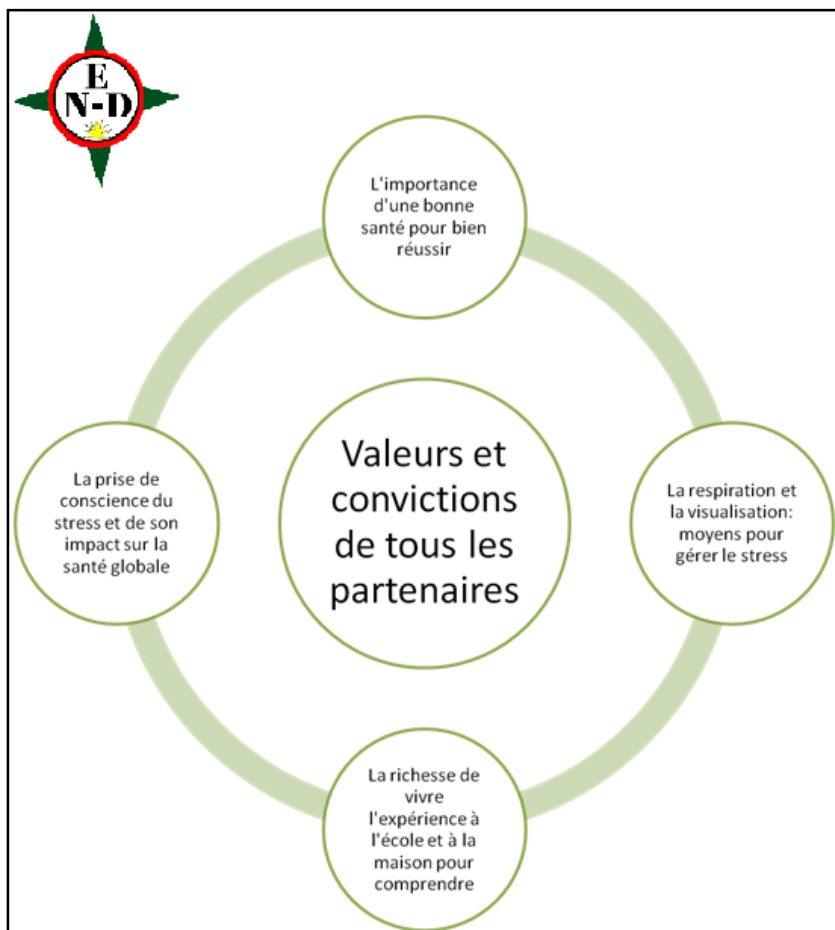 E
N-D
L'importance
d'une bonne
santé pour bien
réussir
La prise de
conscience du
stress et de son
impact sur la
santé globale
Valeurs et
convictions
de tous les
partenaires
La respiration et
la visualisation:
moyens pour
gérer le stress
La richesse de
vivre
l'expérience à
l'école et à la
maison pour
comprendre